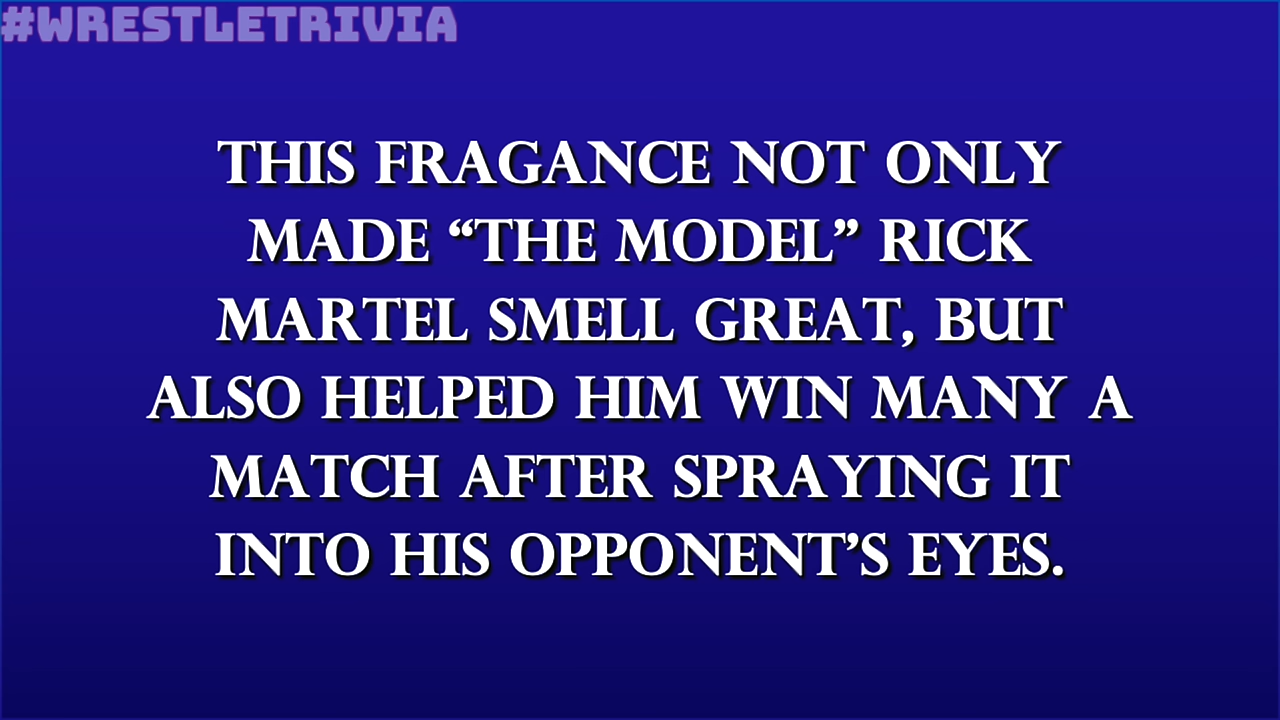 #WRESTLETRIVIA
THIS FRAGANCE NOT ONLY
MADE “THE MODEL” RICK
MARTEL SMELL GREAT, BUT
ALSO HELPED HIM WIN MANY A
MATCH AFTER SPRAYING IT
INTO HIS OPPONENT’S EYES.